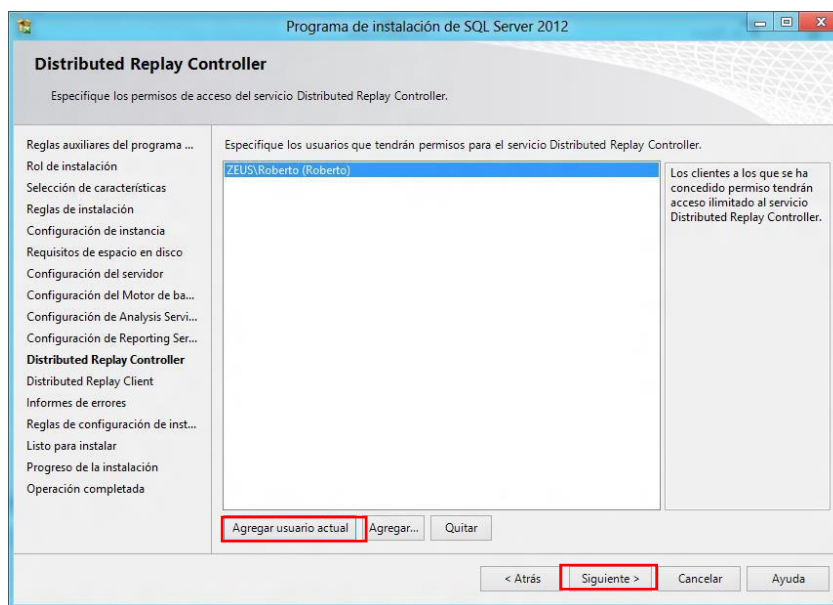 Programa de instalación de SQL Server 2012
Distributed Replay Controller
Especifique los permisos de acceso del servicio Distributed Replay Controller.
Reglas auxiliares del programa ...
Rol de instalación
Selección de características
Reglas de instalación
Configuración de instancia
Requisitos de espacio en disco
Configuración del servidor
Configuración del Motor de ba...
Configuración de Analysis Servi...
Configuración de Reporting Ser...
Distributed Replay Controller
Distributed Replay Client
Informes de errores
Reglas de configuración de inst...
Listo para instalar
Progreso de la instalación
Operación completada
Especifique los usuarios que tendrán permisos para el servicio Distributed Replay Controller.
ZEUS\Roberto (Roberto)
Los clientes a los que se ha
concedido permiso tendrán
acceso ilimitado al servicio
Distributed Replay Controller.
Agregar usuario actual
Agregar...
Quitar
< Atrás
Siguiente >
Cancelar
Ayuda